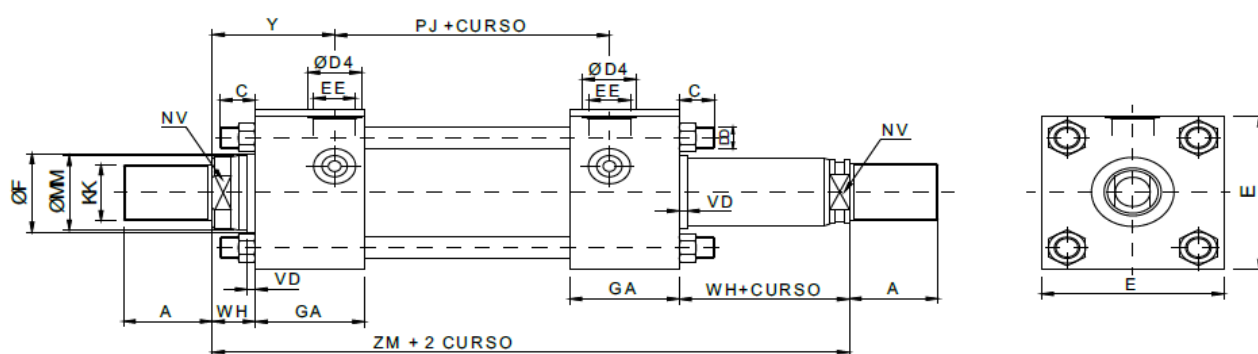 Y
PJ +CURSO
ØD4
ØD4
C
EE
EE
C
NV
DD
NV
ØF
ØMM
KK
VD
E
VD
A
WH
GA
GA
WH+CURSO
A
E
ZM + 2 CURSO